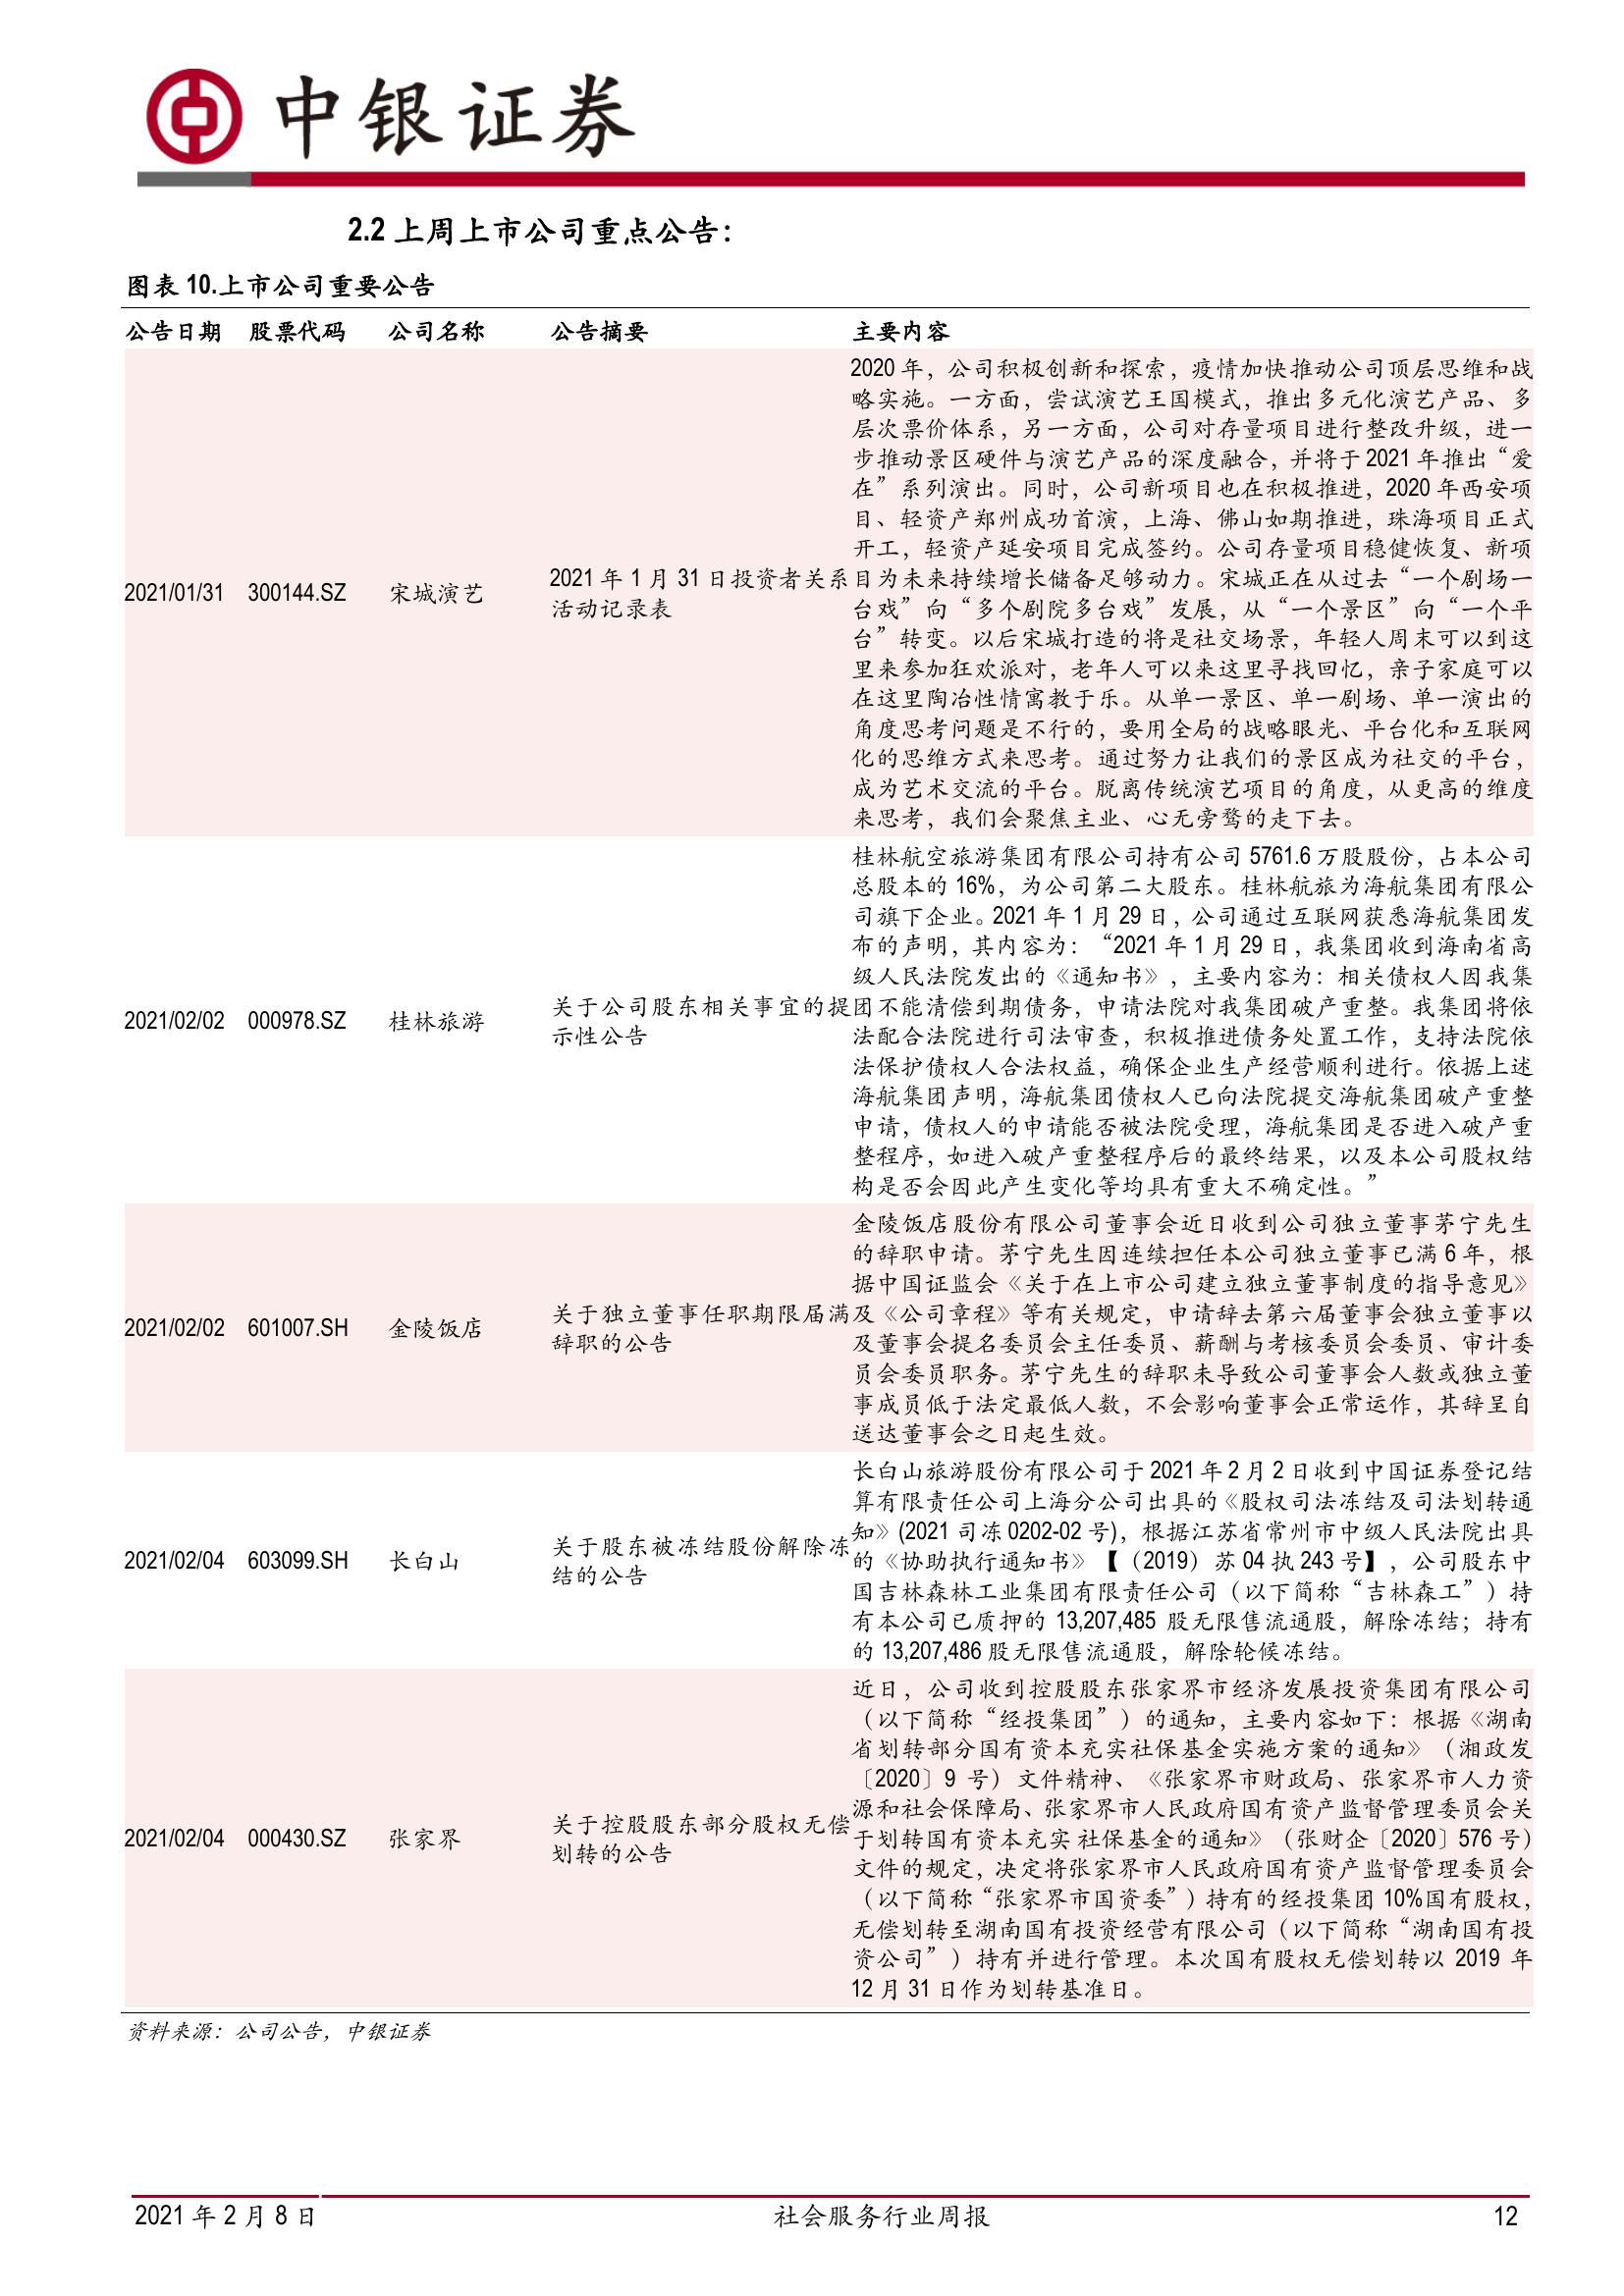 中银证券
2.2 上周上市公司重点公告：
图表 10.上市公司重要公告
公告日期 股票代码 公司名称 公告摘要 主要内容
2021/01/31 300144.SZ 宋城演艺
2021 年 1 月 31 日投资者关系
活动记录表
2020 年，公司积极创新和探索，疫情加快推动公司顶层思维和战
略实施。一方面，尝试演艺王国模式，推出多元化演艺产品、多
层次票价体系，另一方面，公司对存量项目进行整改升级，进一
步推动景区硬件与演艺产品的深度融合，并将于 2021 年推出“爱
在”系列演出。同时，公司新项目也在积极推进，2020 年西安项
目、轻资产郑州成功首演，上海、佛山如期推进，珠海项目正式
开工，轻资产延安项目完成签约。公司存量项目稳健恢复、新项
目为未来持续增长储备足够动力。宋城正在从过去“一个剧场一
台戏”向“多个剧院多台戏”发展，从“一个景区”向“一个平
台”转变。以后宋城打造的将是社交场景，年轻人周末可以到这
里来参加狂欢派对，老年人可以来这里寻找回忆，亲子家庭可以
在这里陶冶性情寓教于乐。从单一景区、单一剧场、单一演出的
角度思考问题是不行的，要用全局的战略眼光、平台化和互联网
化的思维方式来思考。通过努力让我们的景区成为社交的平台，
成为艺术交流的平台。脱离传统演艺项目的角度，从更高的维度
来思考，我们会聚焦主业、心无旁骛的走下去。
2021/02/02 000978.SZ 桂林旅游
关于公司股东相关事宜的提
示性公告
桂林航空旅游集团有限公司持有公司 5761.6 万股股份，占本公司
总股本的 16%，为公司第二大股东。桂林航旅为海航集团有限公
司旗下企业。2021 年 1 月 29 日，公司通过互联网获悉海航集团发
布的声明，其内容为：“2021 年 1 月 29 日，我集团收到海南省高
级人民法院发出的《通知书》，主要内容为：相关债权人因我集
团不能清偿到期债务，申请法院对我集团破产重整。我集团将依
法配合法院进行司法审查，积极推进债务处置工作，支持法院依
法保护债权人合法权益，确保企业生产经营顺利进行。依据上述
海航集团声明，海航集团债权人已向法院提交海航集团破产重整
申请，债权人的申请能否被法院受理，海航集团是否进入破产重
整程序，如进入破产重整程序后的最终结果，以及本公司股权结
构是否会因此产生变化等均具有重大不确定性。”
2021/02/02 601007.SH 金陵饭店
关于独立董事任职期限届满
辞职的公告
金陵饭店股份有限公司董事会近日收到公司独立董事茅宁先生
的辞职申请。茅宁先生因连续担任本公司独立董事已满 6 年，根
据中国证监会《关于在上市公司建立独立董事制度的指导意见》
及《公司章程》等有关规定，申请辞去第六届董事会独立董事以
及董事会提名委员会主任委员、薪酬与考核委员会委员、审计委
员会委员职务。茅宁先生的辞职未导致公司董事会人数或独立董
事成员低于法定最低人数，不会影响董事会正常运作，其辞呈自
送达董事会之日起生效。
2021/02/04 603099.SH 长白山
关于股东被冻结股份解除冻
结的公告
长白山旅游股份有限公司于 2021 年 2 月 2 日收到中国证券登记结
算有限责任公司上海分公司出具的《股权司法冻结及司法划转通
知》(2021 司冻 0202-02 号)，根据江苏省常州市中级人民法院出具
的《协助执行通知书》【（2019）苏 04 执 243 号】，公司股东中
国吉林森林工业集团有限责任公司（以下简称“吉林森工”）持
有本公司已质押的 13,207,485 股无限售流通股，解除冻结；持有
的 13,207,486 股无限售流通股，解除轮候冻结。
2021/02/04 000430.SZ 张家界
关于控股股东部分股权无偿
划转的公告
近日，公司收到控股股东张家界市经济发展投资集团有限公司
（以下简称“经投集团”）的通知，主要内容如下：根据《湖南
省划转部分国有资本充实社保基金实施方案的通知》（湘政发
〔2020〕9 号）文件精神、《张家界市财政局、张家界市人力资
源和社会保障局、张家界市人民政府国有资产监督管理委员会关
于划转国有资本充实 社保基金的通知》（张财企〔2020〕576 号）
文件的规定，决定将张家界市人民政府国有资产监督管理委员会
（以下简称“张家界市国资委”）持有的经投集团 10%国有股权，
无偿划转至湖南国有投资经营有限公司（以下简称“湖南国有投
资公司”）持有并进行管理。本次国有股权无偿划转以 2019 年
12 月 31 日作为划转基准日。
资料来源：公司公告，中银证券
2021 年 2 月 8 日 社会服务行业周报 12